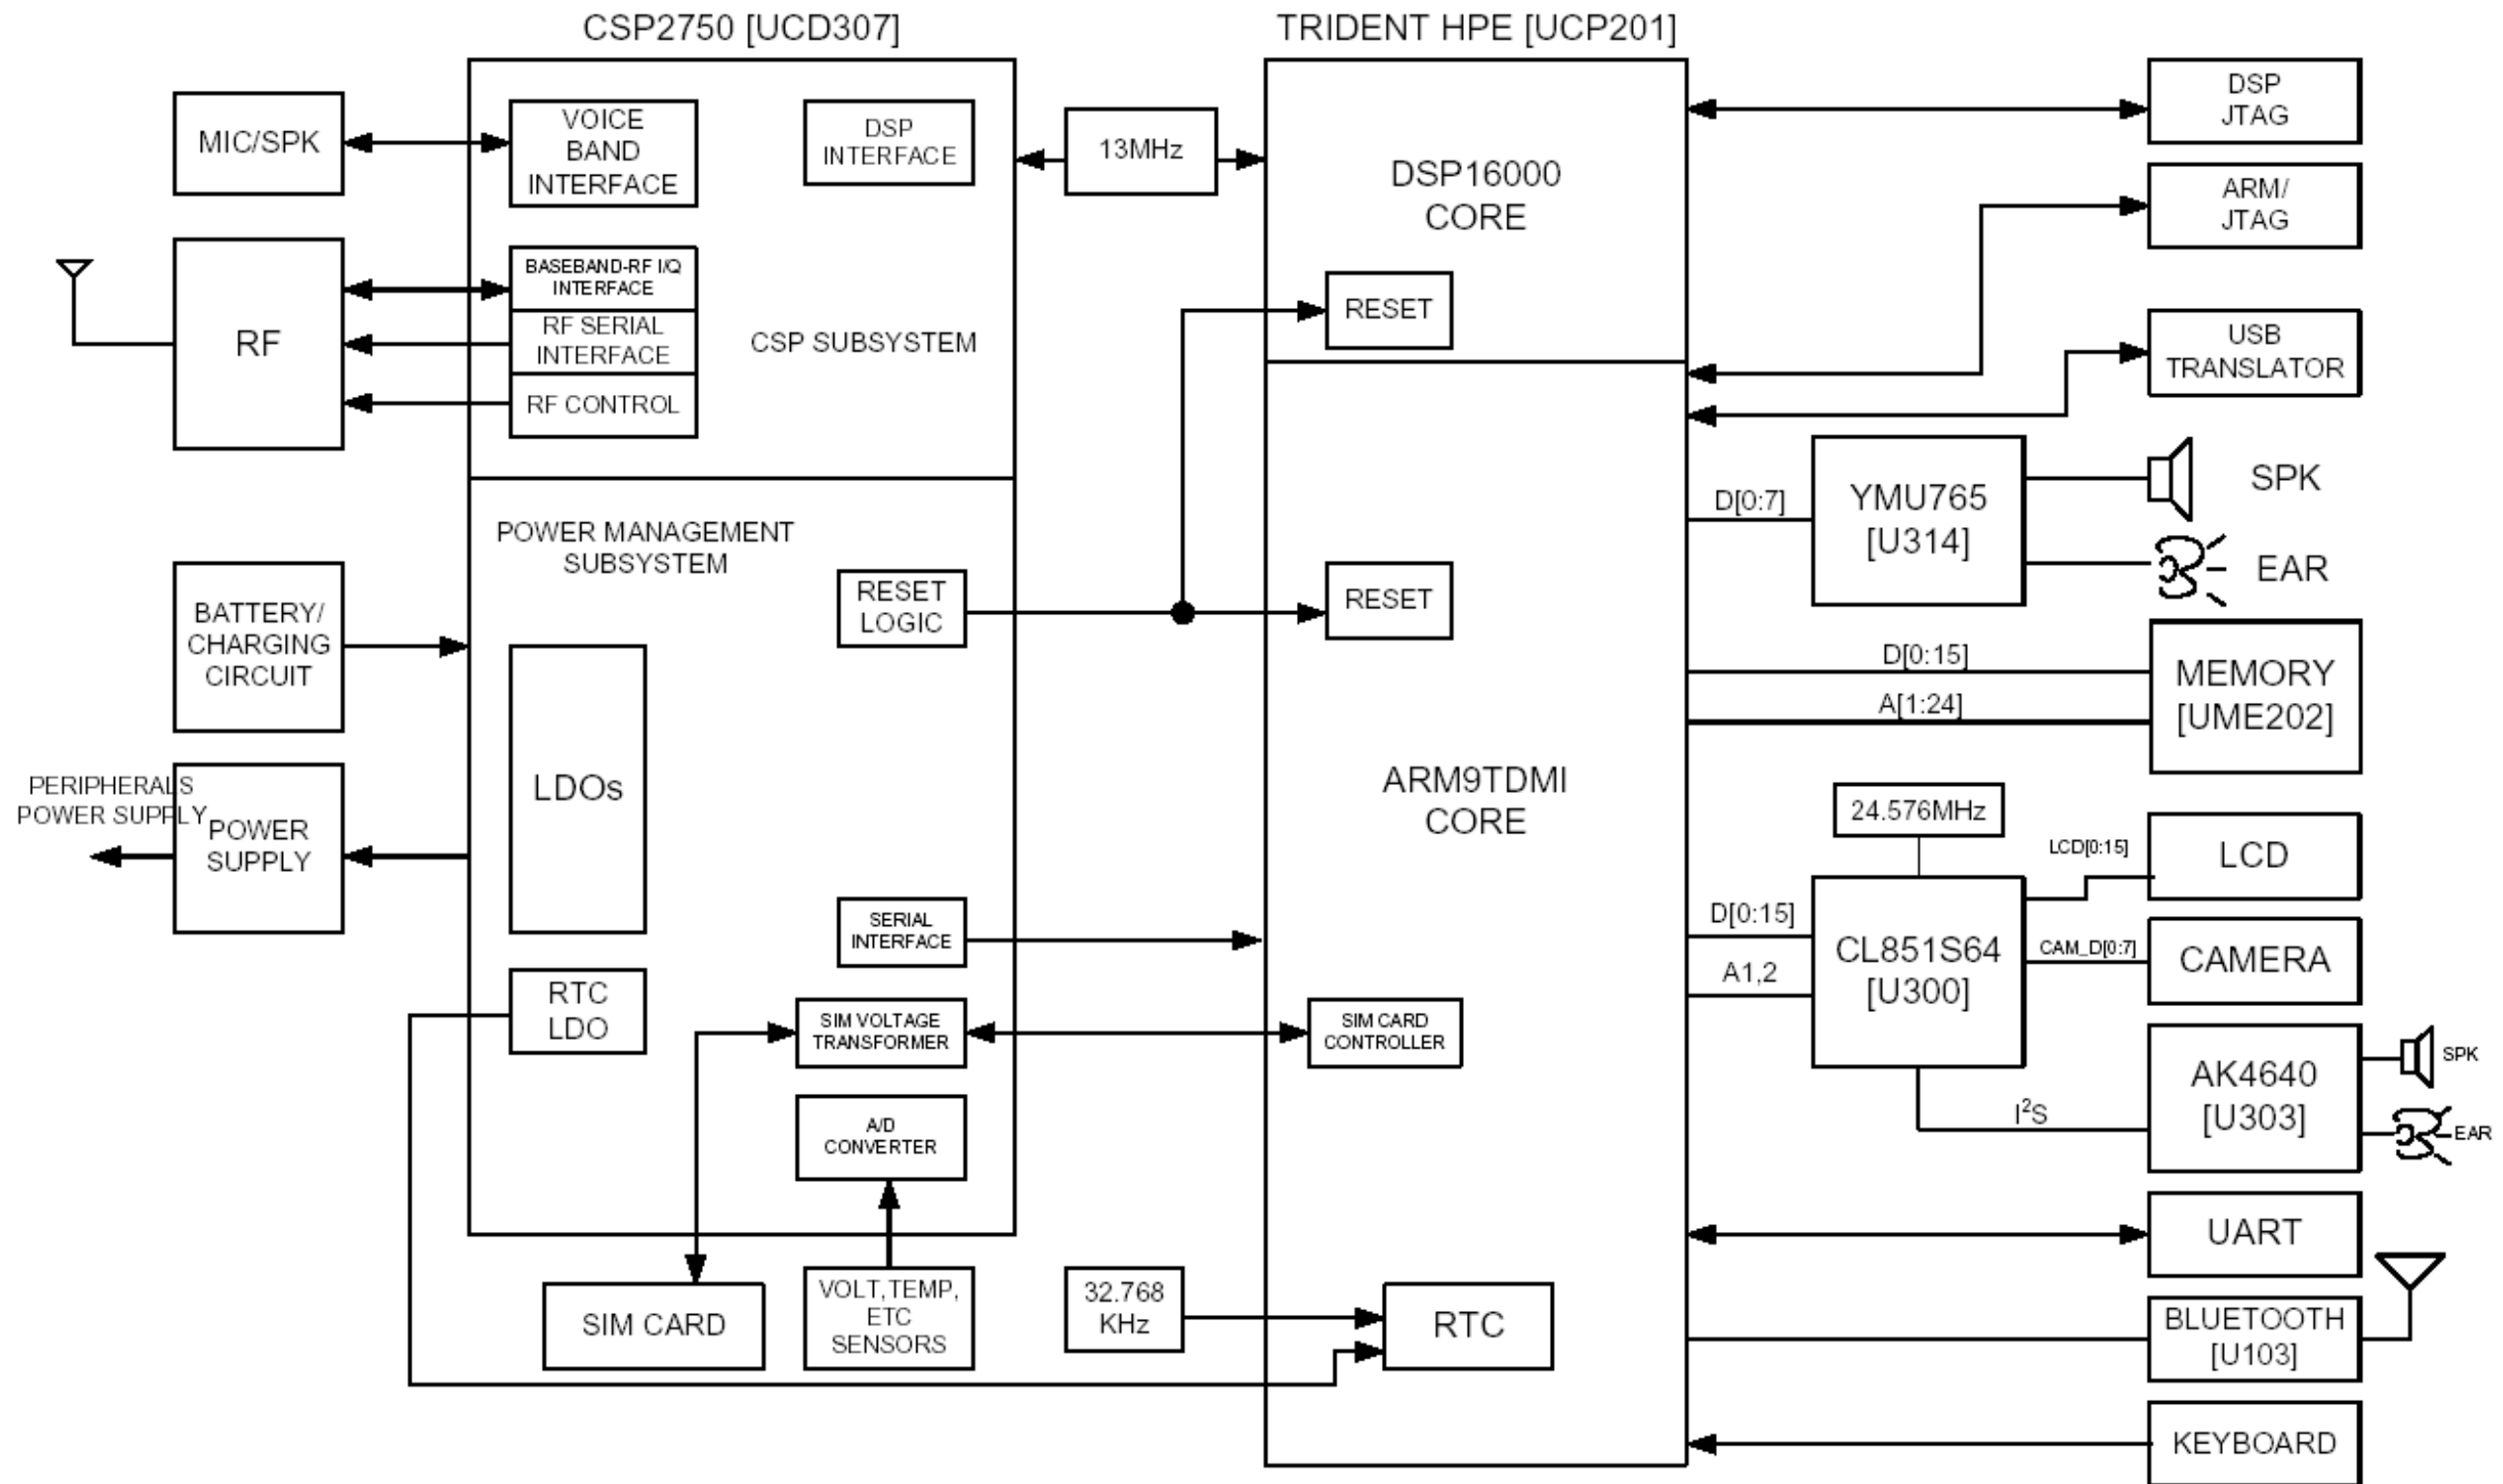 CSP2750 [UCD307]
TRIDENT HPE [UCP201]
MIC/SPK
VOICE
BAND
INTERFACE
DSP
INTERFACE
13MHz
DSP16000
CORE
DSP
JTAG
ARM/
JTAG
RF
BASEBAND-RF I/Q
INTERFACE
RF SERIAL
INTERFACE
RF CONTROL
CSP SUBSYSTEM
RESET
USB
TRANSLATOR
D[0:7]
YMU765
[U314]
SPK
EAR
POWER MANAGEMENT
SUBSYSTEM
BATTERY/
CHARGING
CIRCUIT
RESET
LOGIC
RESET
D[0:15]
A[1:24]
MEMORY
[UME202]
PERIPHERALS
POWER SUPPLY
POWER
SUPPLY
LDOs
ARM9TDMI
CORE
24.576MHz
LCD[0:15]
LCD
SERIAL
INTERFACE
D[0:15]
A1,2
CL851S64
[U300]
CAM_D[0:7]
CAMERA
RTC
LDO
SIM VOLTAGE
TRANSFORMER
SIM CARD
CONTROLLER
I²S
AK4640
[U303]
SPK
EAR
A/D
CONVERTER
UART
SIM CARD
VOLT,TEMP,
ETC
SENSORS
32.768
KHz
RTC
BLUETOOTH
[U103]
KEYBOARD